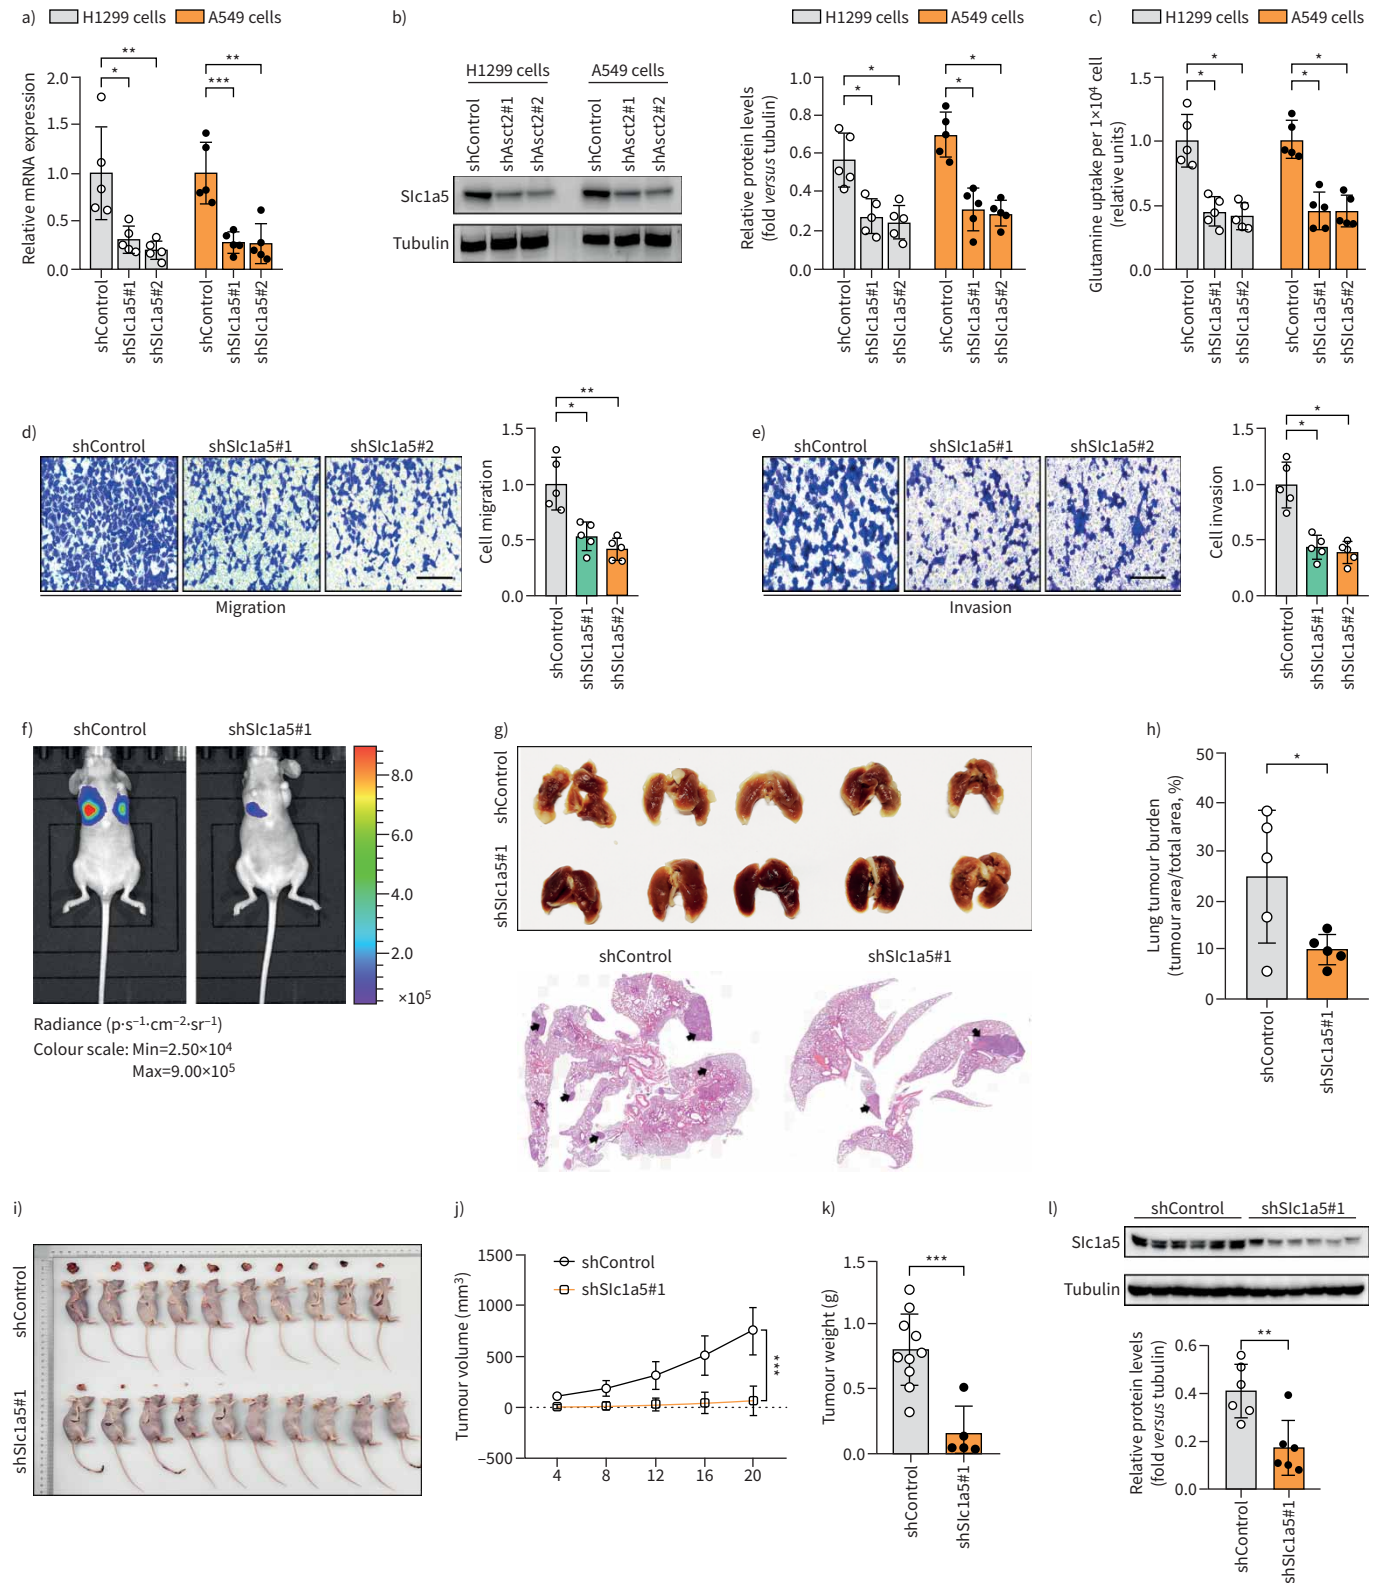 a)
H1299 cells
A549 cells
Relative mRNA expression
2.0
1.5
1.0
0.5
0.0
*
**
***
**
shControl
shSlc1a5#1
shSlc1a5#2
shControl
shSlc1a5#1
shSlc1a5#2
b)
H1299 cells
A549 cells
shControl
shAsct2#1
shAsct2#2
shControl
shAsct2#1
shAsct2#2
Slc1a5
Tubulin
H1299 cells
A549 cells
Relative protein levels
(fold versus tubulin)
1.0
0.8
0.6
0.4
0.2
0.0
*
*
*
*
shControl
shSlc1a5#1
shSlc1a5#2
shControl
shSlc1a5#1
shSlc1a5#2
c)
H1299 cells
A549 cells
Glutamine uptake per 1×10⁴ cell
(relative units)
1.5
1.0
0.5
0.0
*
*
*
*
shControl
shSlc1a5#1
shSlc1a5#2
shControl
shSlc1a5#1
shSlc1a5#2
d)
shControl
shSlc1a5#1
shSlc1a5#2
Migration
Cell migration
1.5
1.0
0.5
0.0
*
**
shControl
shSlc1a5#1
shSlc1a5#2
e)
shControl
shSlc1a5#1
shSlc1a5#2
Invasion
Cell invasion
1.5
1.0
0.5
0.0
*
*
shControl
shSlc1a5#1
shSlc1a5#2
f)
shControl
shSlc1a5#1
8.0
6.0
4.0
2.0
×10⁵
Radiance (p·s⁻¹·cm⁻²·sr⁻¹)
Colour scale: Min=2.50×10⁴
Max=9.00×10⁵
g)
shControl
shSlc1a5#1
shControl
shSlc1a5#1
h)
Lung tumour burden
(tumour area/total area, %)
50
40
30
20
10
0
*
shControl
shSlc1a5#1
i)
shControl
shSlc1a5#1
j)
Tumour volume (mm³)
1500
1000
500
0
−500
shControl
shSlc1a5#1
***
4
8
12
16
20
k)
Tumour weight (g)
1.5
1.0
0.5
0.0
***
shControl
shSlc1a5#1
l)
shControl
shSlc1a5#1
Slc1a5
Tubulin
Relative protein levels
(fold versus tubulin)
0.6
0.4
0.2
0.0
**
shControl
shSlc1a5#1